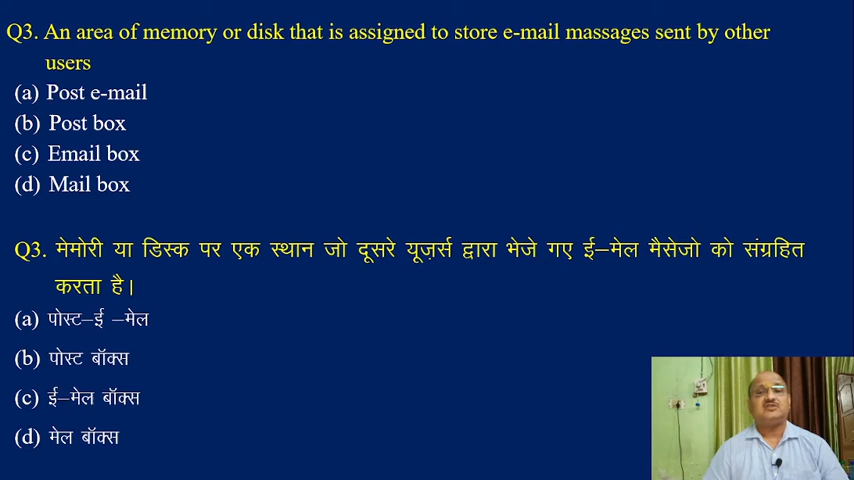 Q3. An area of memory or disk that is assigned to store e-mail massages sent by other
users
(a) Post e-mail
(b) Post box
(c) Email box
(d) Mail box
Q3. मेमोरी या डिस्क पर एक स्थान जो दूसरे यूज़र्स द्वारा भेजे गए ई–मेल मैसेजो को संग्रहित
करता है।
(a) पोस्ट–ई –मेल
(b) पोस्ट बॉक्स
(c) ई–मेल बॉक्स
(d) मेल बॉक्स